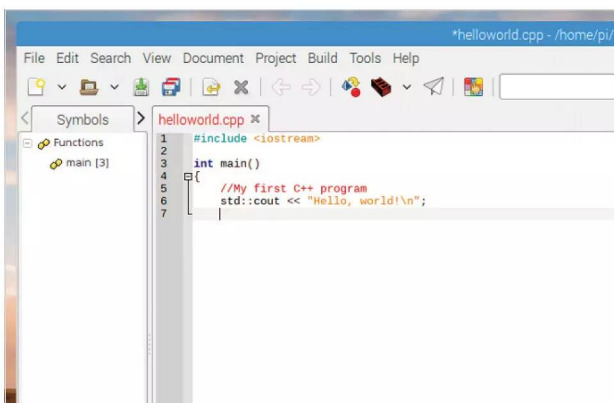 *helloworld.cpp - /home/pi/
File Edit Search View Document Project Build Tools Help
Symbols helloworld.cpp
Functions
main [3]
1 #include <iostream>
2
3 int main()
4 {
5 //My first C++ program
6 std::cout << "Hello, world!\n";
7